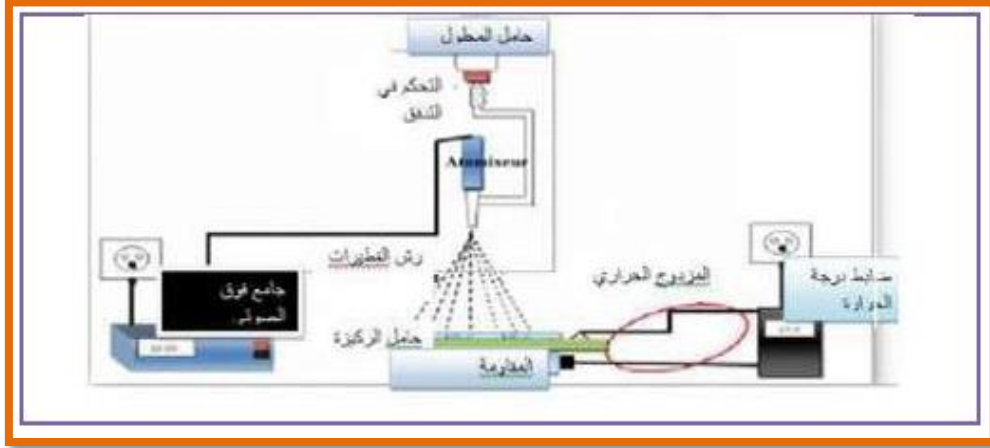 حامل المحلول
التحكم في
التدفق
Atomiseur
رش القطيرات
المزدوج الحراري
ضابط درجة
الحرارة
جامع فوق
الصوتي
حامل الركيزة
المقاومة